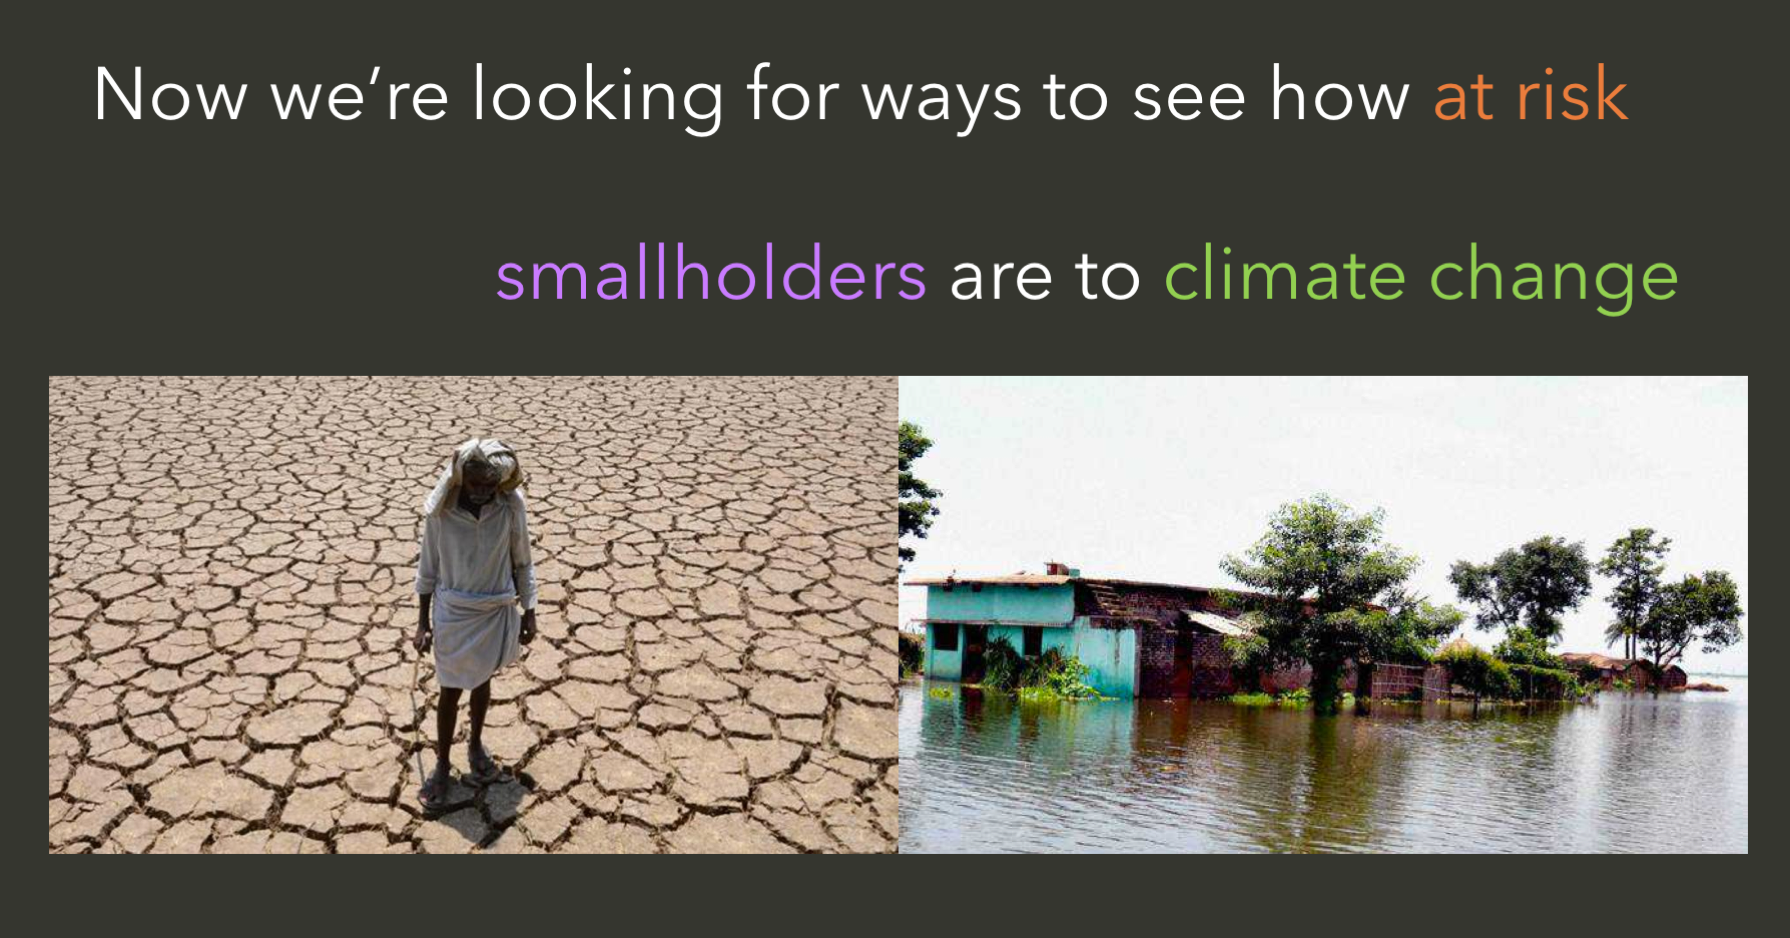 Now we’re looking for ways to see how at risk
smallholders are to climate change